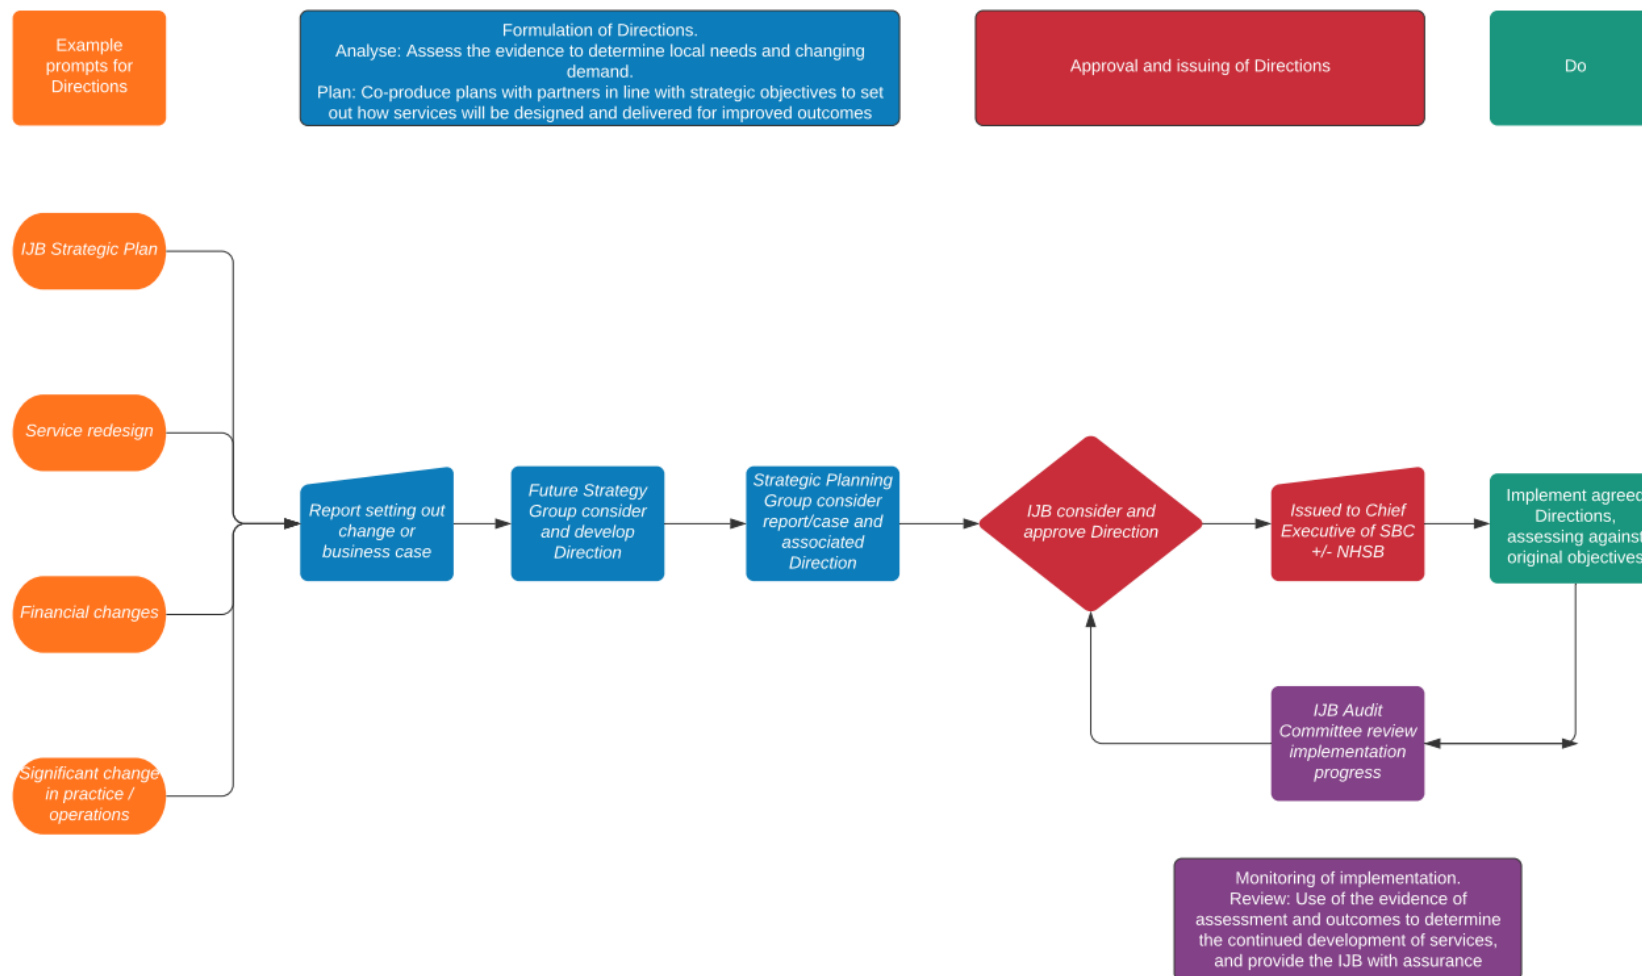 Example
prompts for
Directions
Formulation of Directions.
Analyse: Assess the evidence to determine local needs and changing
demand.
Plan: Co-produce plans with partners in line with strategic objectives to set
out how services will be designed and delivered for improved outcomes
Approval and issuing of Directions
Do
IJB Strategic Plan
Service redesign
Financial changes
Significant change
in practice /
operations
Report setting out
change or
business case
Future Strategy
Group consider
and develop
Direction
Strategic Planning
Group consider
report/case and
associated
Direction
IJB consider and
approve Direction
Issued to Chief
Executive of SBC
+/- NHSB
Implement agreed
Directions,
assessing against
original objectives
IJB Audit
Committee review
implementation
progress
Monitoring of implementation.
Review: Use of the evidence of
assessment and outcomes to determine
the continued development of services,
and provide the IJB with assurance